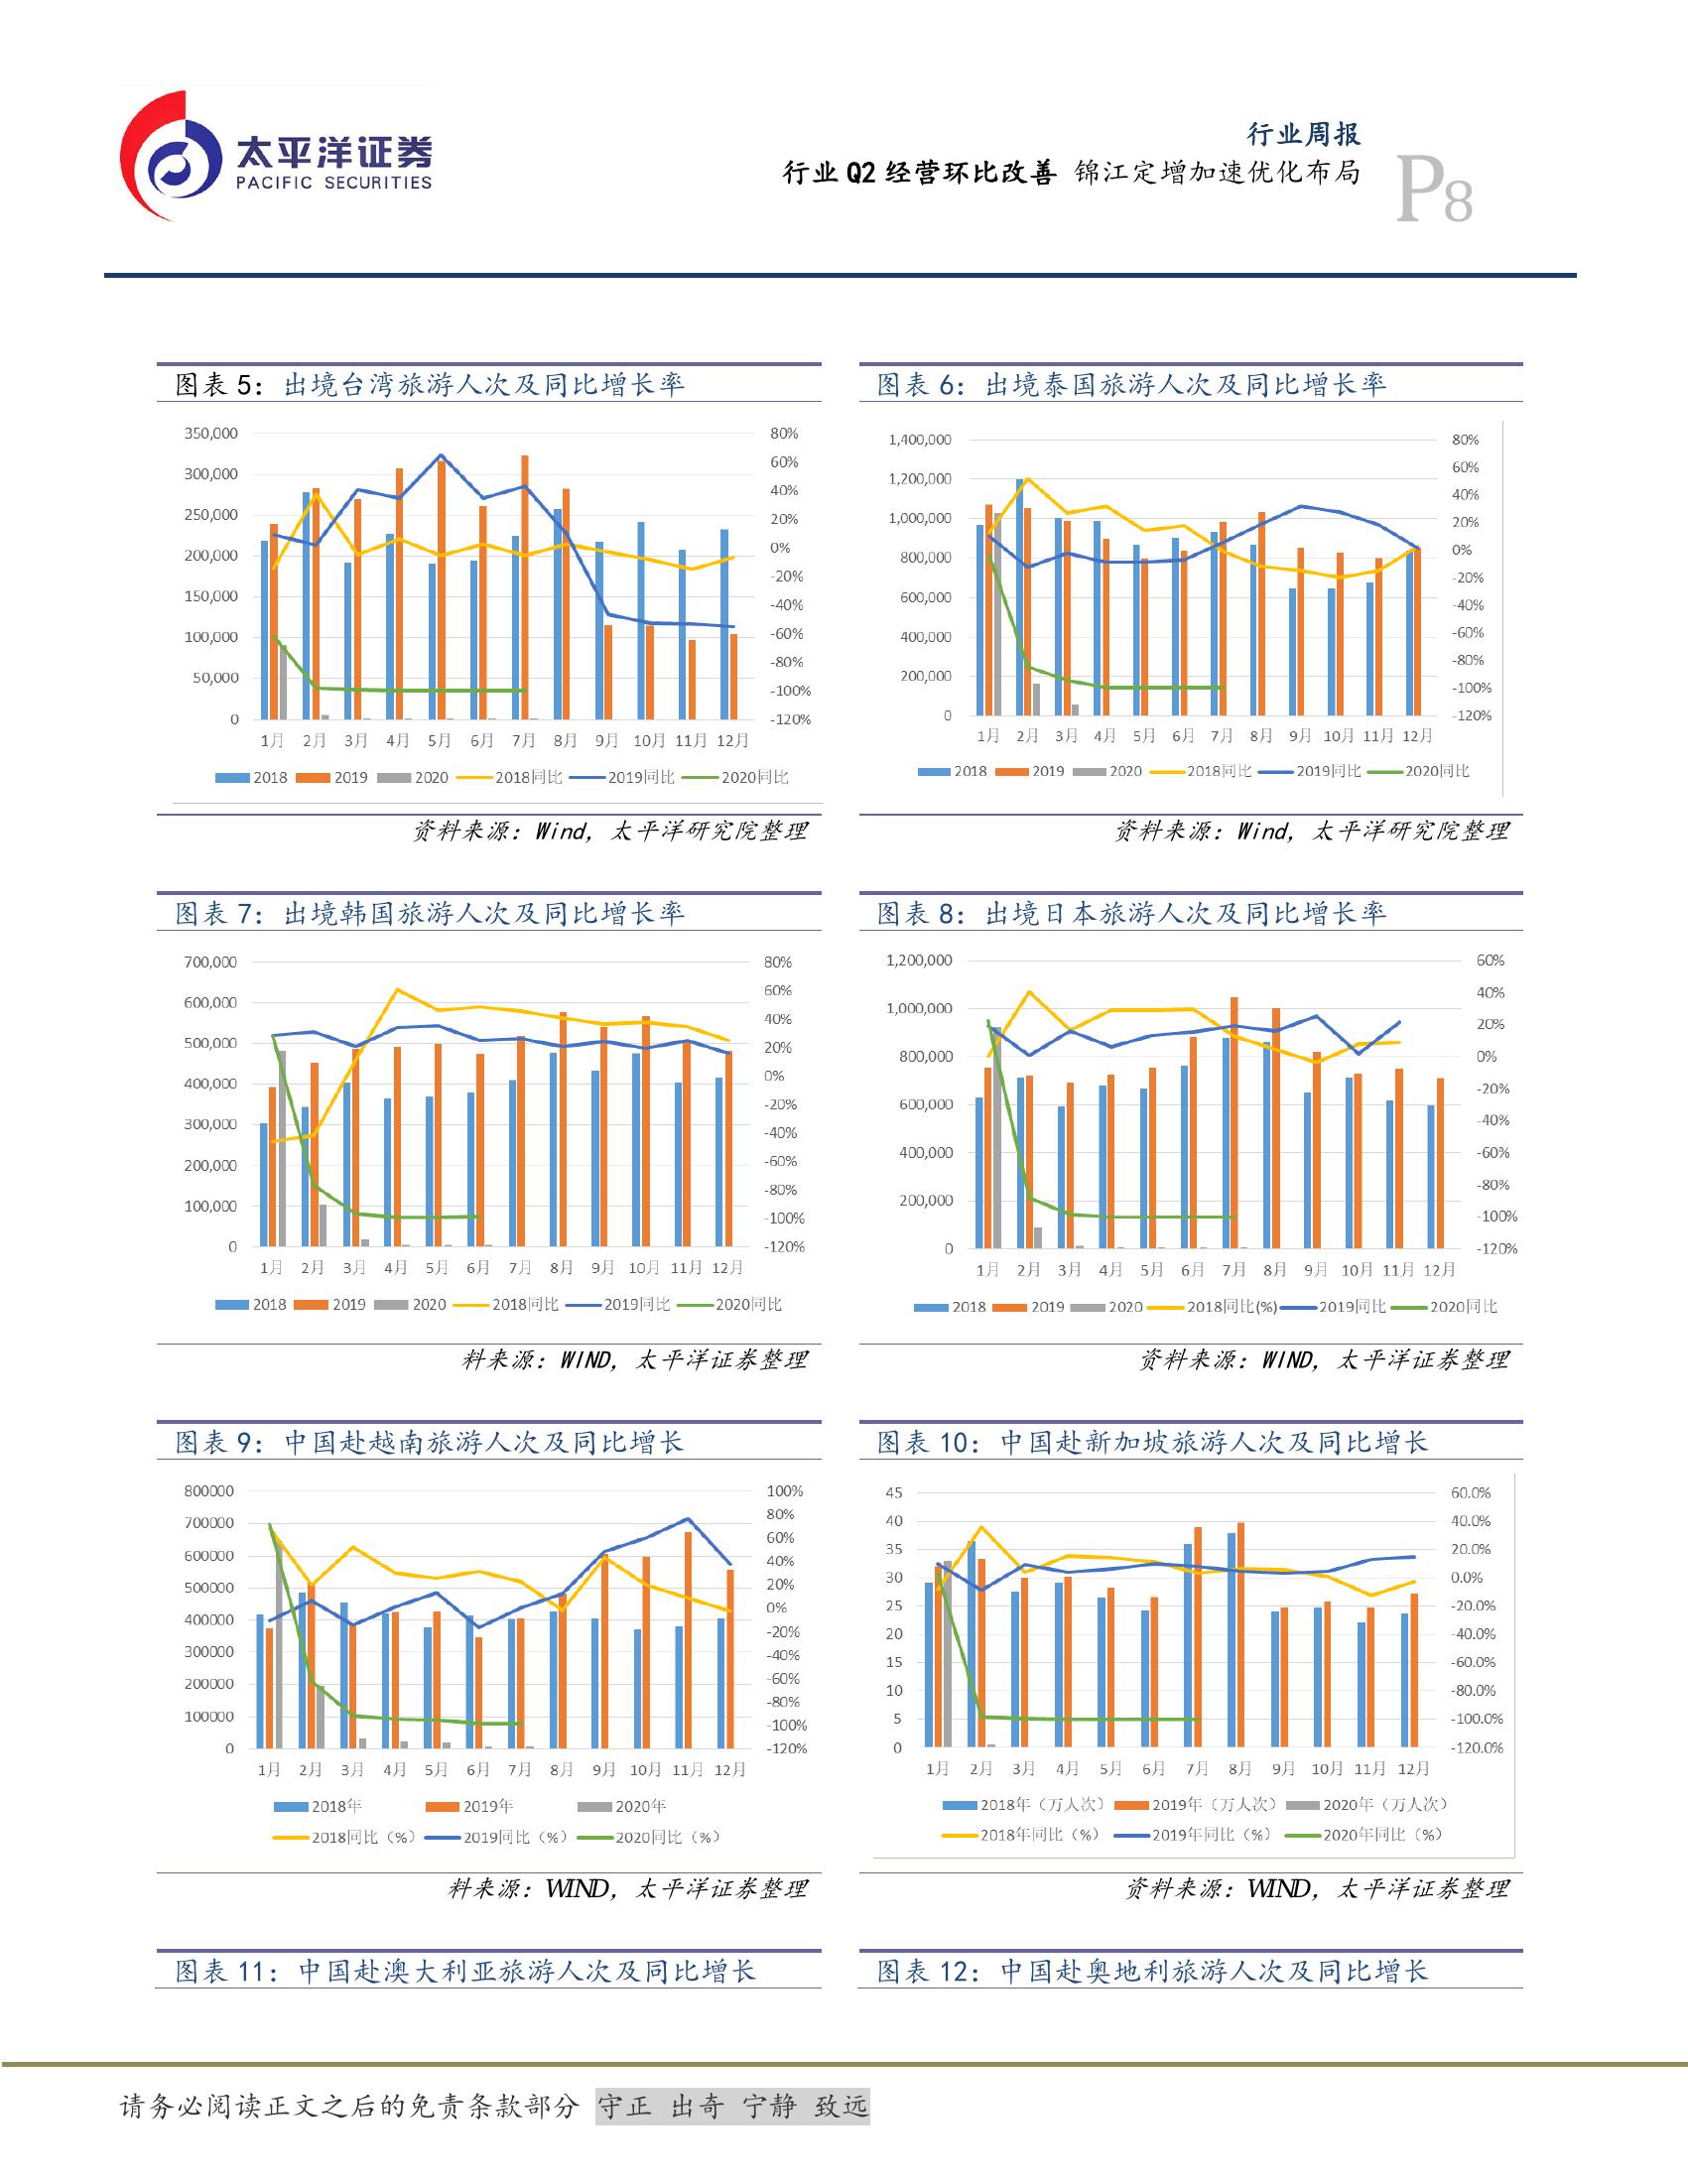 太平洋证券
PACIFIC SECURITIES
行业周报
行业 Q2 经营环比改善 锦江定增加速优化布局
P8
图表 5：出境台湾旅游人次及同比增长率
350,000 80%
300,000 60%
250,000 40%
200,000 20%
150,000 0%
100,000 -20%
50,000 -40%
0 -60%
-80%
-100%
-120%
1月 2月 3月 4月 5月 6月 7月 8月 9月 10月 11月 12月
2018 2019 2020 2018同比 2019同比 2020同比
资料来源：Wind，太平洋研究院整理
图表 6：出境泰国旅游人次及同比增长率
1,400,000 80%
1,200,000 60%
1,000,000 40%
800,000 20%
600,000 0%
400,000 -20%
200,000 -40%
0 -60%
-80%
-100%
-120%
1月 2月 3月 4月 5月 6月 7月 8月 9月 10月 11月 12月
2018 2019 2020 2018同比 2019同比 2020同比
资料来源：Wind，太平洋研究院整理
图表 7：出境韩国旅游人次及同比增长率
700,000 80%
600,000 60%
500,000 40%
400,000 20%
300,000 0%
200,000 -20%
100,000 -40%
0 -60%
-80%
-100%
-120%
1月 2月 3月 4月 5月 6月 7月 8月 9月 10月 11月 12月
2018 2019 2020 2018同比 2019同比 2020同比
料来源：WIND，太平洋证券整理
图表 8：出境日本旅游人次及同比增长率
1,200,000 60%
1,000,000 40%
800,000 20%
600,000 0%
400,000 -20%
200,000 -40%
0 -60%
-80%
-100%
-120%
1月 2月 3月 4月 5月 6月 7月 8月 9月 10月 11月 12月
2018 2019 2020 2018同比(%) 2019同比 2020同比
资料来源：WIND，太平洋证券整理
图表 9：中国赴越南旅游人次及同比增长
800000 100%
700000 80%
600000 60%
500000 40%
400000 20%
300000 0%
200000 -20%
100000 -40%
0 -60%
-80%
-100%
-120%
1月 2月 3月 4月 5月 6月 7月 8月 9月 10月 11月 12月
2018年 2019年 2020年
2018同比（%） 2019同比（%） 2020同比（%）
料来源：WIND，太平洋证券整理
图表 10：中国赴新加坡旅游人次及同比增长
45 60.0%
40 40.0%
35 20.0%
30 0.0%
25 -20.0%
20 -40.0%
15 -60.0%
10 -80.0%
5 -100.0%
0 -120.0%
1月 2月 3月 4月 5月 6月 7月 8月 9月 10月 11月 12月
2018年（万人次） 2019年（万人次） 2020年（万人次）
2018年同比（%） 2019年同比（%） 2020年同比（%）
资料来源：WIND，太平洋证券整理
图表 11：中国赴澳大利亚旅游人次及同比增长
图表 12：中国赴奥地利旅游人次及同比增长
请务必阅读正文之后的免责条款部分 守正 出奇 宁静 致远